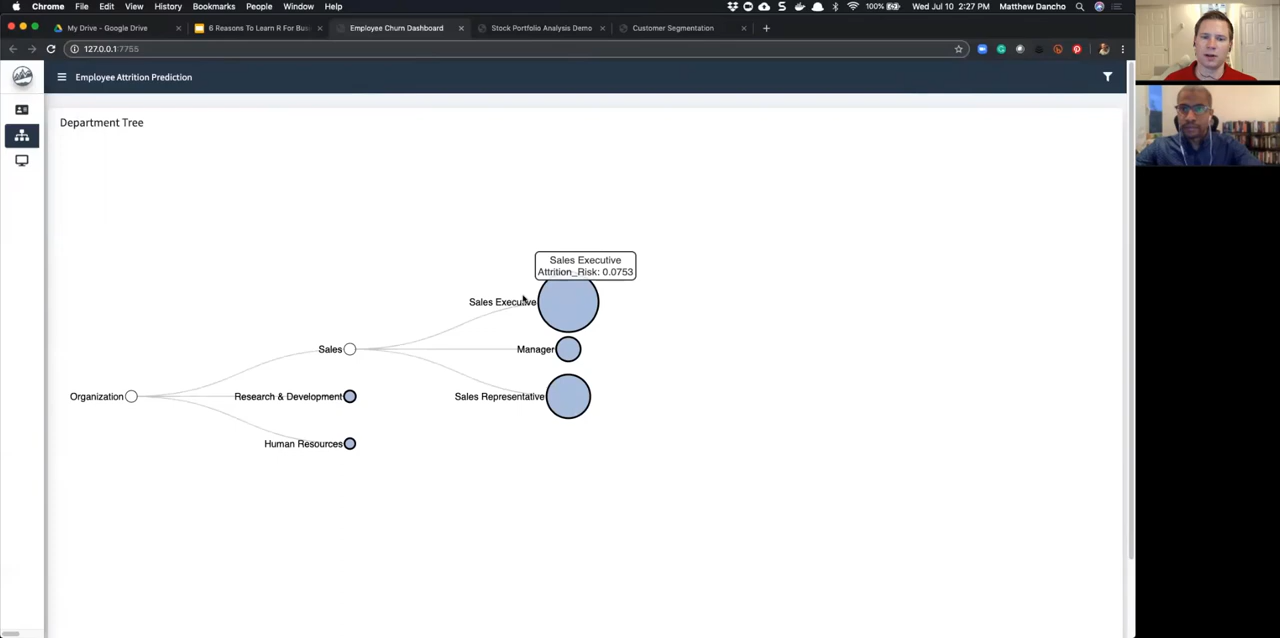 Chrome File Edit View History Bookmarks People Window Help 100% Wed Jul 10 2:27 PM Matthew Dancho
My Drive - Google Drive 6 Reasons To Learn R For Bus Employee Churn Dashboard Stock Portfolio Analysis Demo Customer Segmentation
127.0.0.1:7755
Employee Attrition Prediction
Department Tree
Sales Executive
Attrition_Risk: 0.0753
Sales Executive
Sales
Manager
Organization
Research & Development
Sales Representative
Human Resources